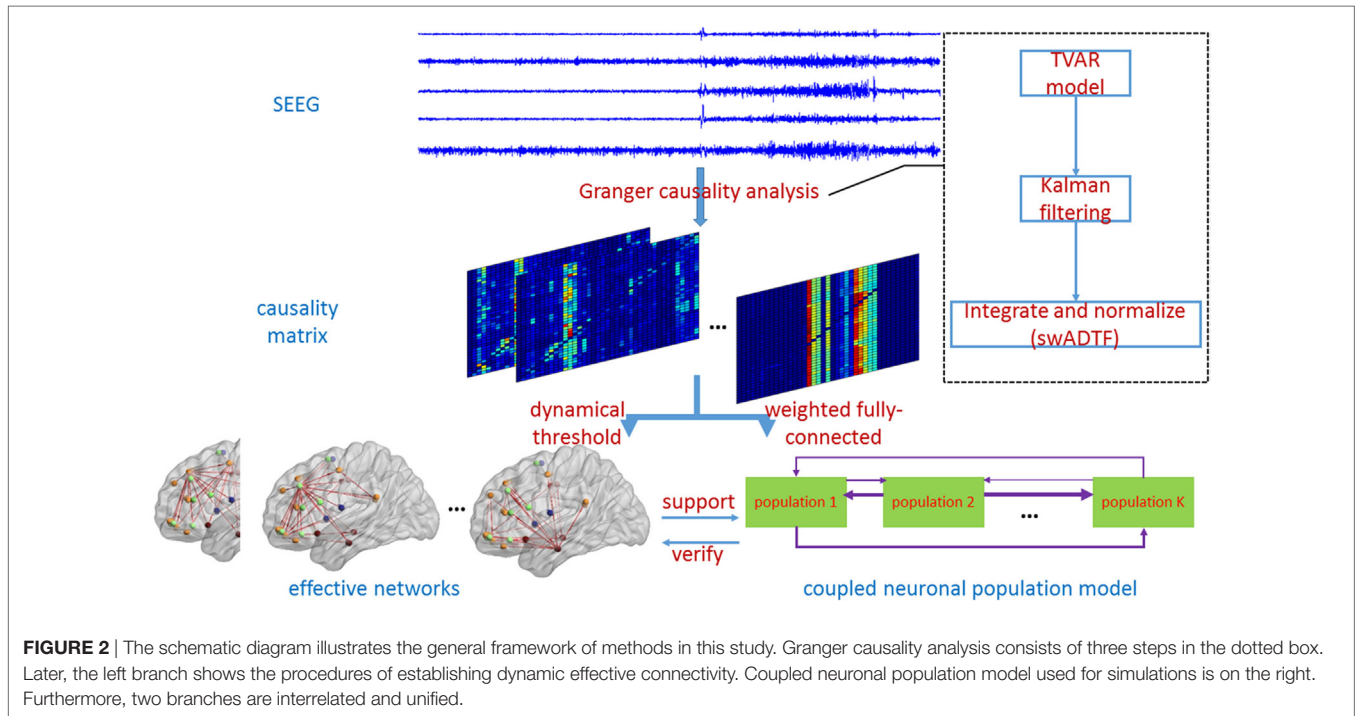 SEEG
TVAR
model
Granger causality analysis
Kalman
filtering
causality
matrix
...
Integrate and normalize
(swADTF)
dynamical
threshold
weighted fully-
connected
...
support
verify
population 1
population 2
...
population K
effective networks
coupled neuronal population model
FIGURE 2 | The schematic diagram illustrates the general framework of methods in this study. Granger causality analysis consists of three steps in the dotted box.
Later, the left branch shows the procedures of establishing dynamic effective connectivity. Coupled neuronal population model used for simulations is on the right.
Furthermore, two branches are interrelated and unified.